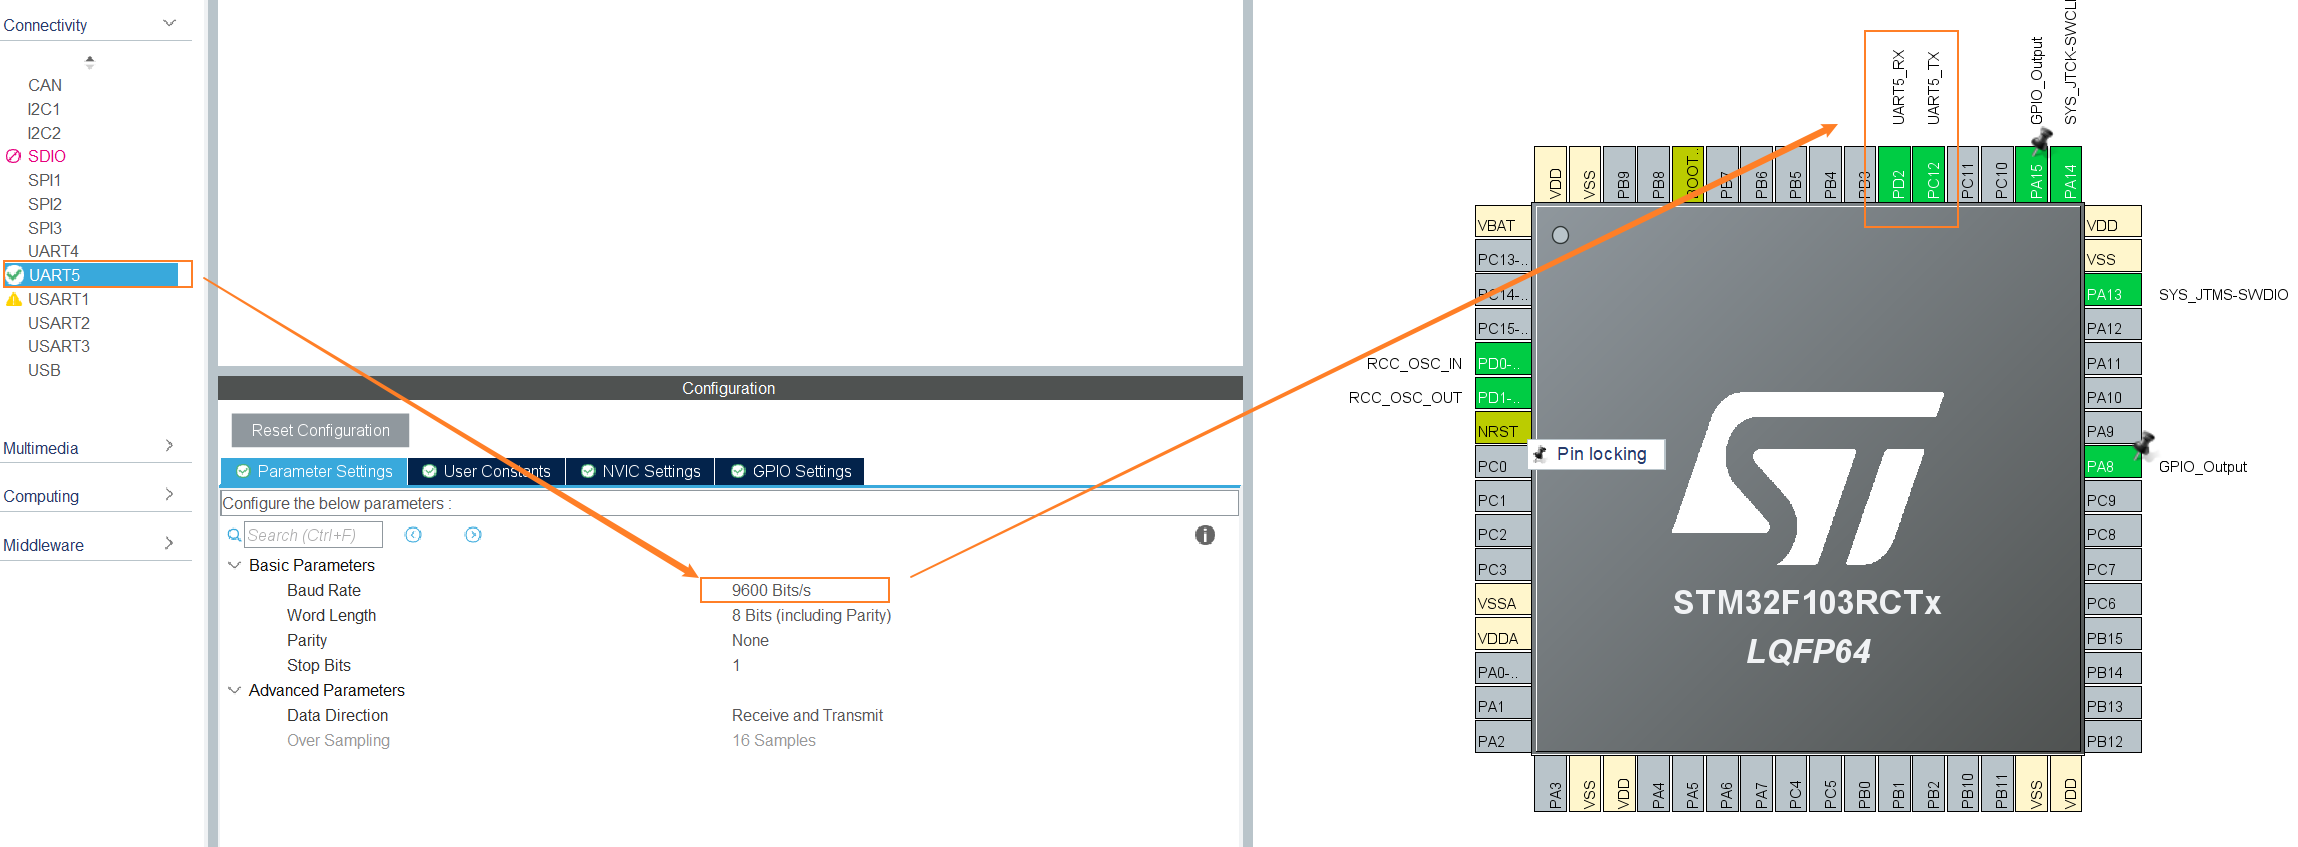 Connectivity
CAN
I2C1
I2C2
SDIO
SPI1
SPI2
SPI3
UART4
UART5
USART1
USART2
USART3
USB
Multimedia
Computing
Middleware
Configuration
Reset Configuration
Parameter Settings
User Constants
NVIC Settings
GPIO Settings
Configure the below parameters :
Search (Ctrl+F)
Basic Parameters
Baud Rate 9600 Bits/s
Word Length 8 Bits (including Parity)
Parity None
Stop Bits 1
Advanced Parameters
Data Direction Receive and Transmit
Over Sampling 16 Samples
UART5_RX
UART5_TX
GPIO_Output
SYS_JTCK-SWCL
VDD
VSS
PB9
PB8
BOOT..
PB7
PB6
PB5
PB4
PB3
PD2
PC12
PC11
PC10
PA15
PA14
VBAT
PC13-..
PC14-..
PC15-..
RCC_OSC_IN PD0-..
RCC_OSC_OUT PD1-..
NRST
PC0
PC1
PC2
PC3
VSSA
VDDA
PA0-..
PA1
PA2
Pin locking
ST
STM32F103RCTx
LQFP64
VDD
VSS
PA13 SYS_JTMS-SWDIO
PA12
PA11
PA10
PA9
PA8 GPIO_Output
PC9
PC8
PC7
PC6
PB15
PB14
PB13
PB12
PA3
VSS
VDD
PA4
PA5
PA6
PA7
PC4
PC5
PB0
PB1
PB2
PB10
PB11
VSS
VDD